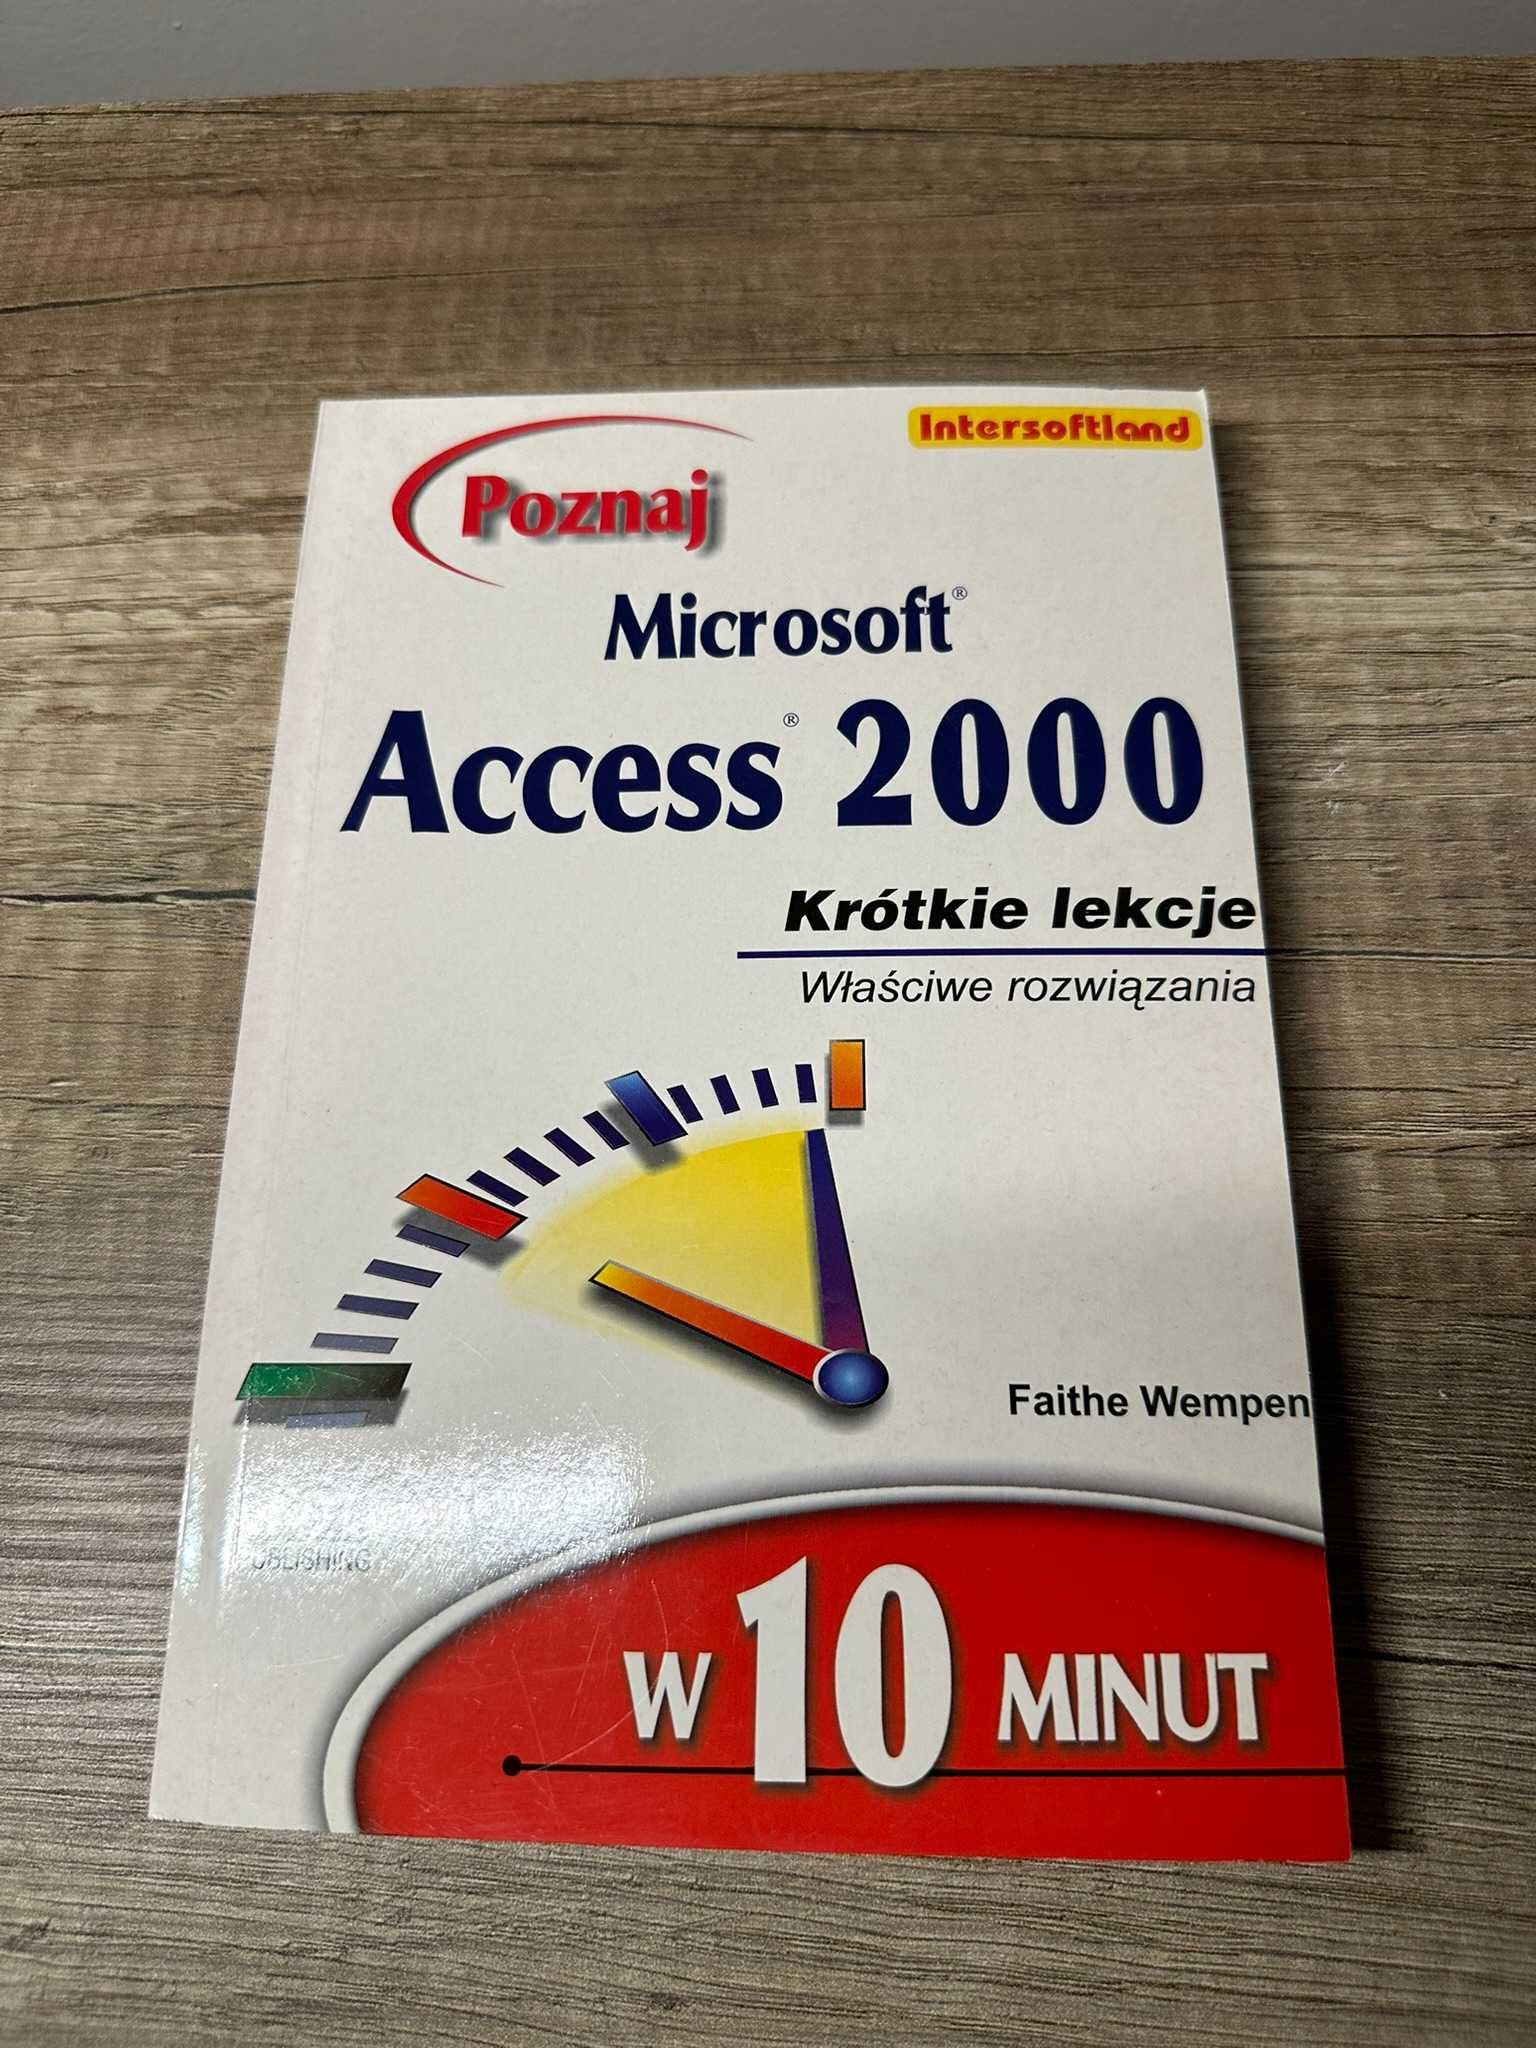 Intersoftland
Poznaj
Microsoft®
Access® 2000
Krótkie lekcje
Właściwe rozwiązania
Faithe Wempen
w 10 MINUT